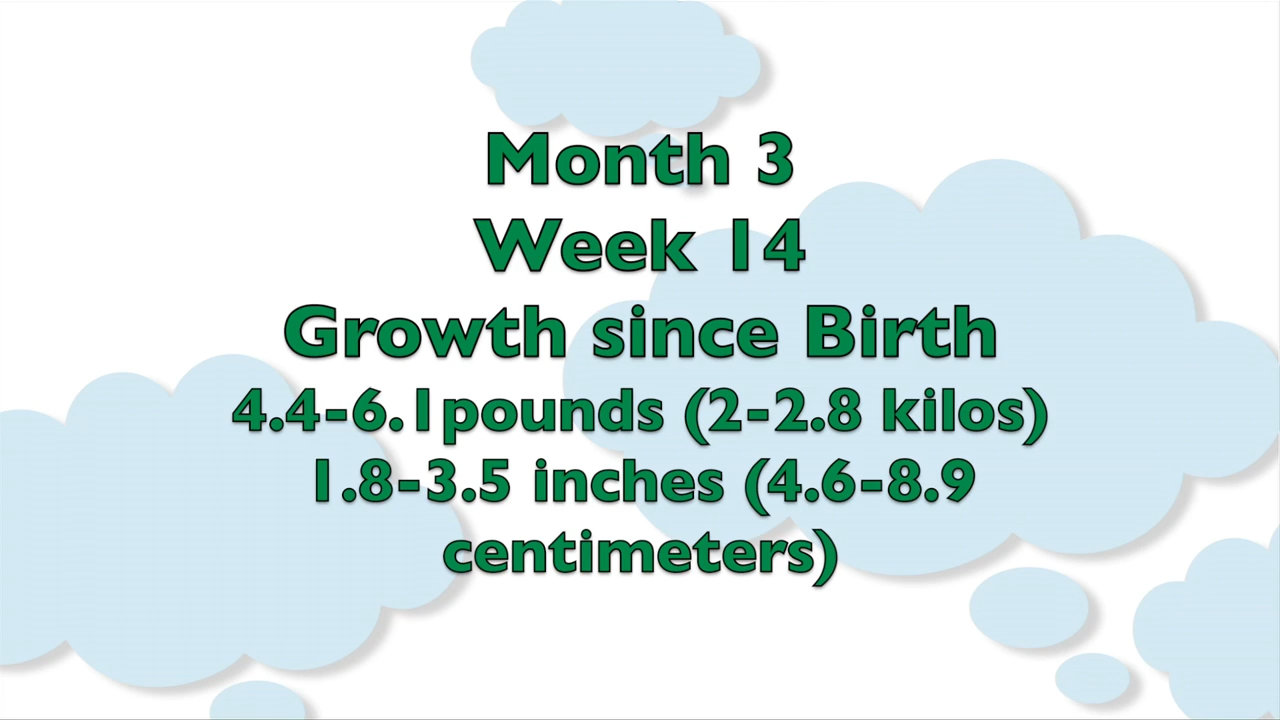 Month 3
Week 14
Growth since Birth
4.4-6.1pounds (2-2.8 kilos)
1.8-3.5 inches (4.6-8.9
centimeters)